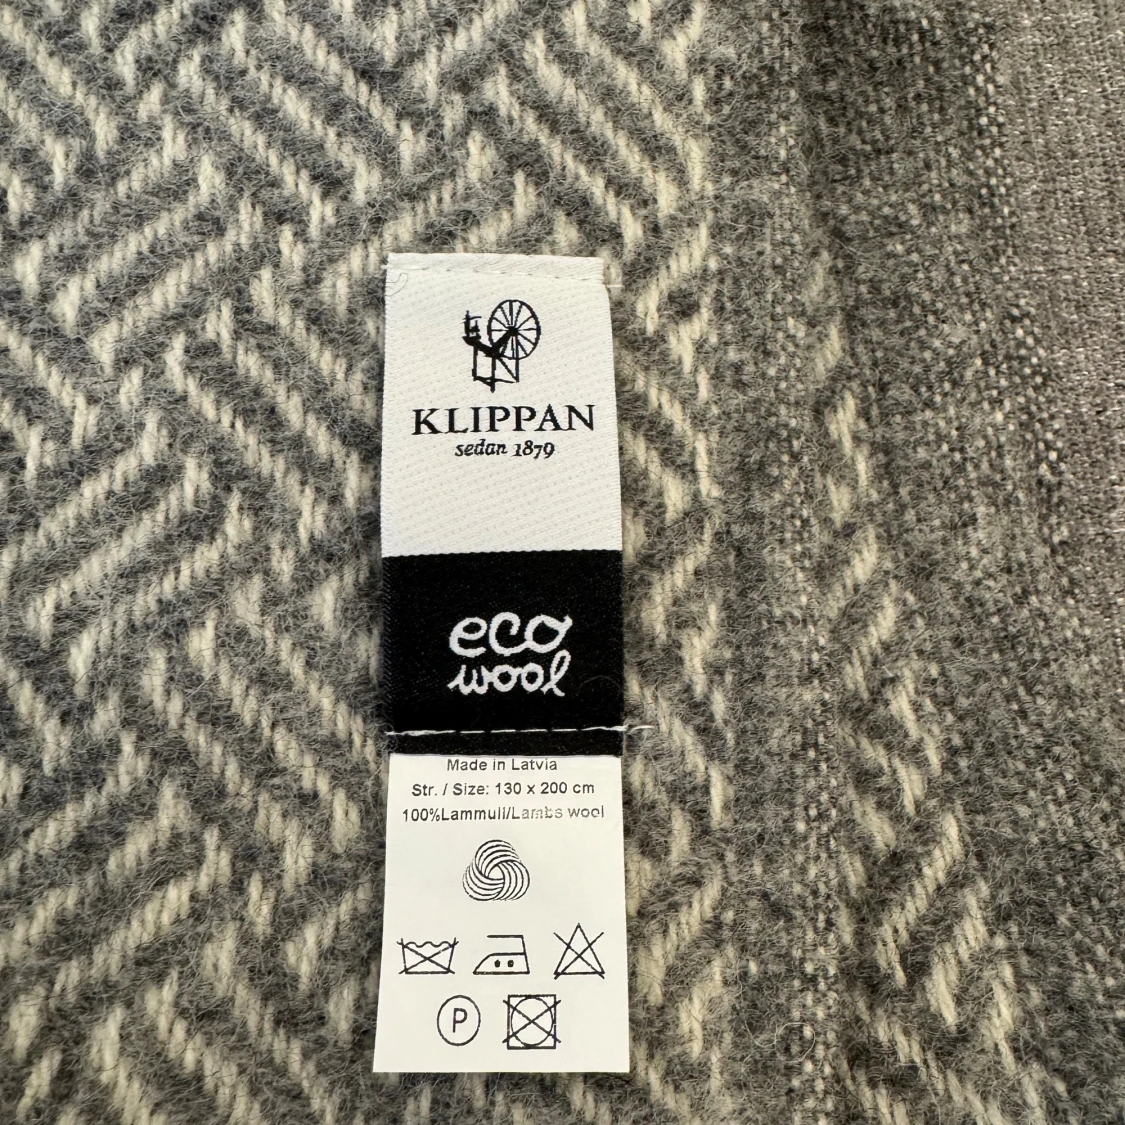 KLIPPAN
sedan 1879
eco
wool
Made in Latvia
Str. / Size: 130 x 200 cm
100%Lammull/Lambs wool
P